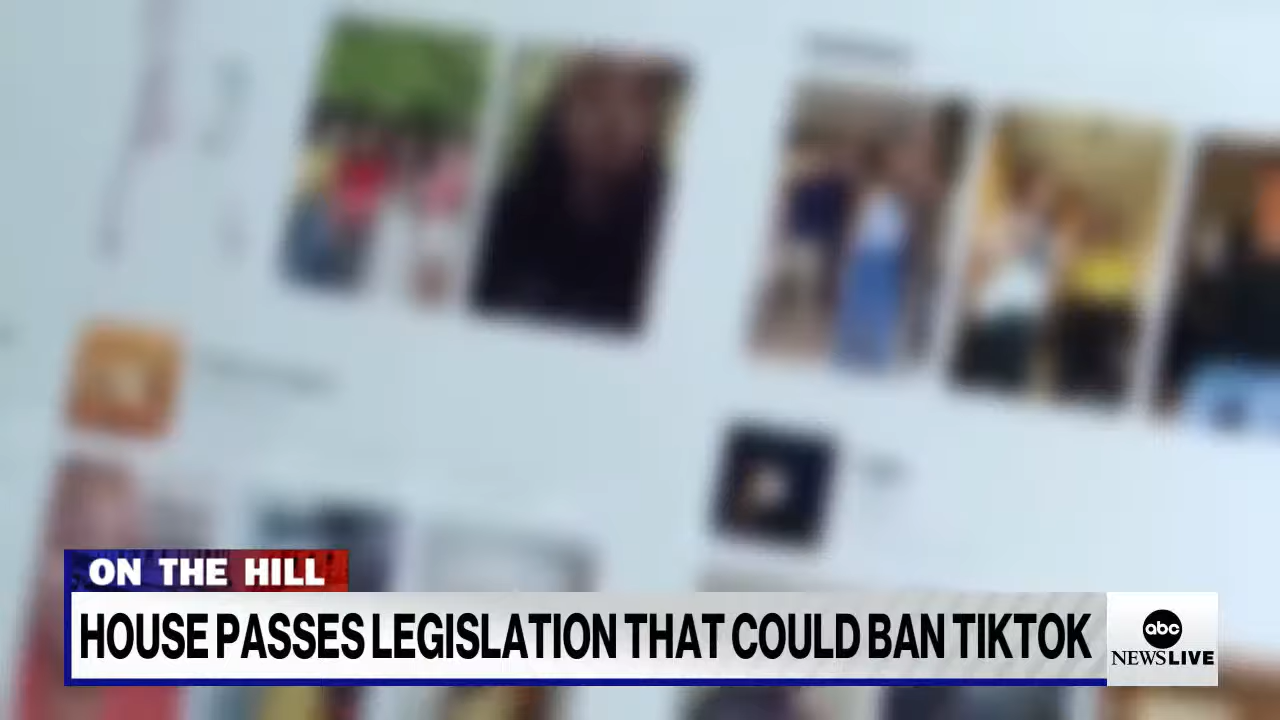 ON THE HILL
HOUSE PASSES LEGISLATION THAT COULD BAN TIKTOK
abc
NEWS LIVE